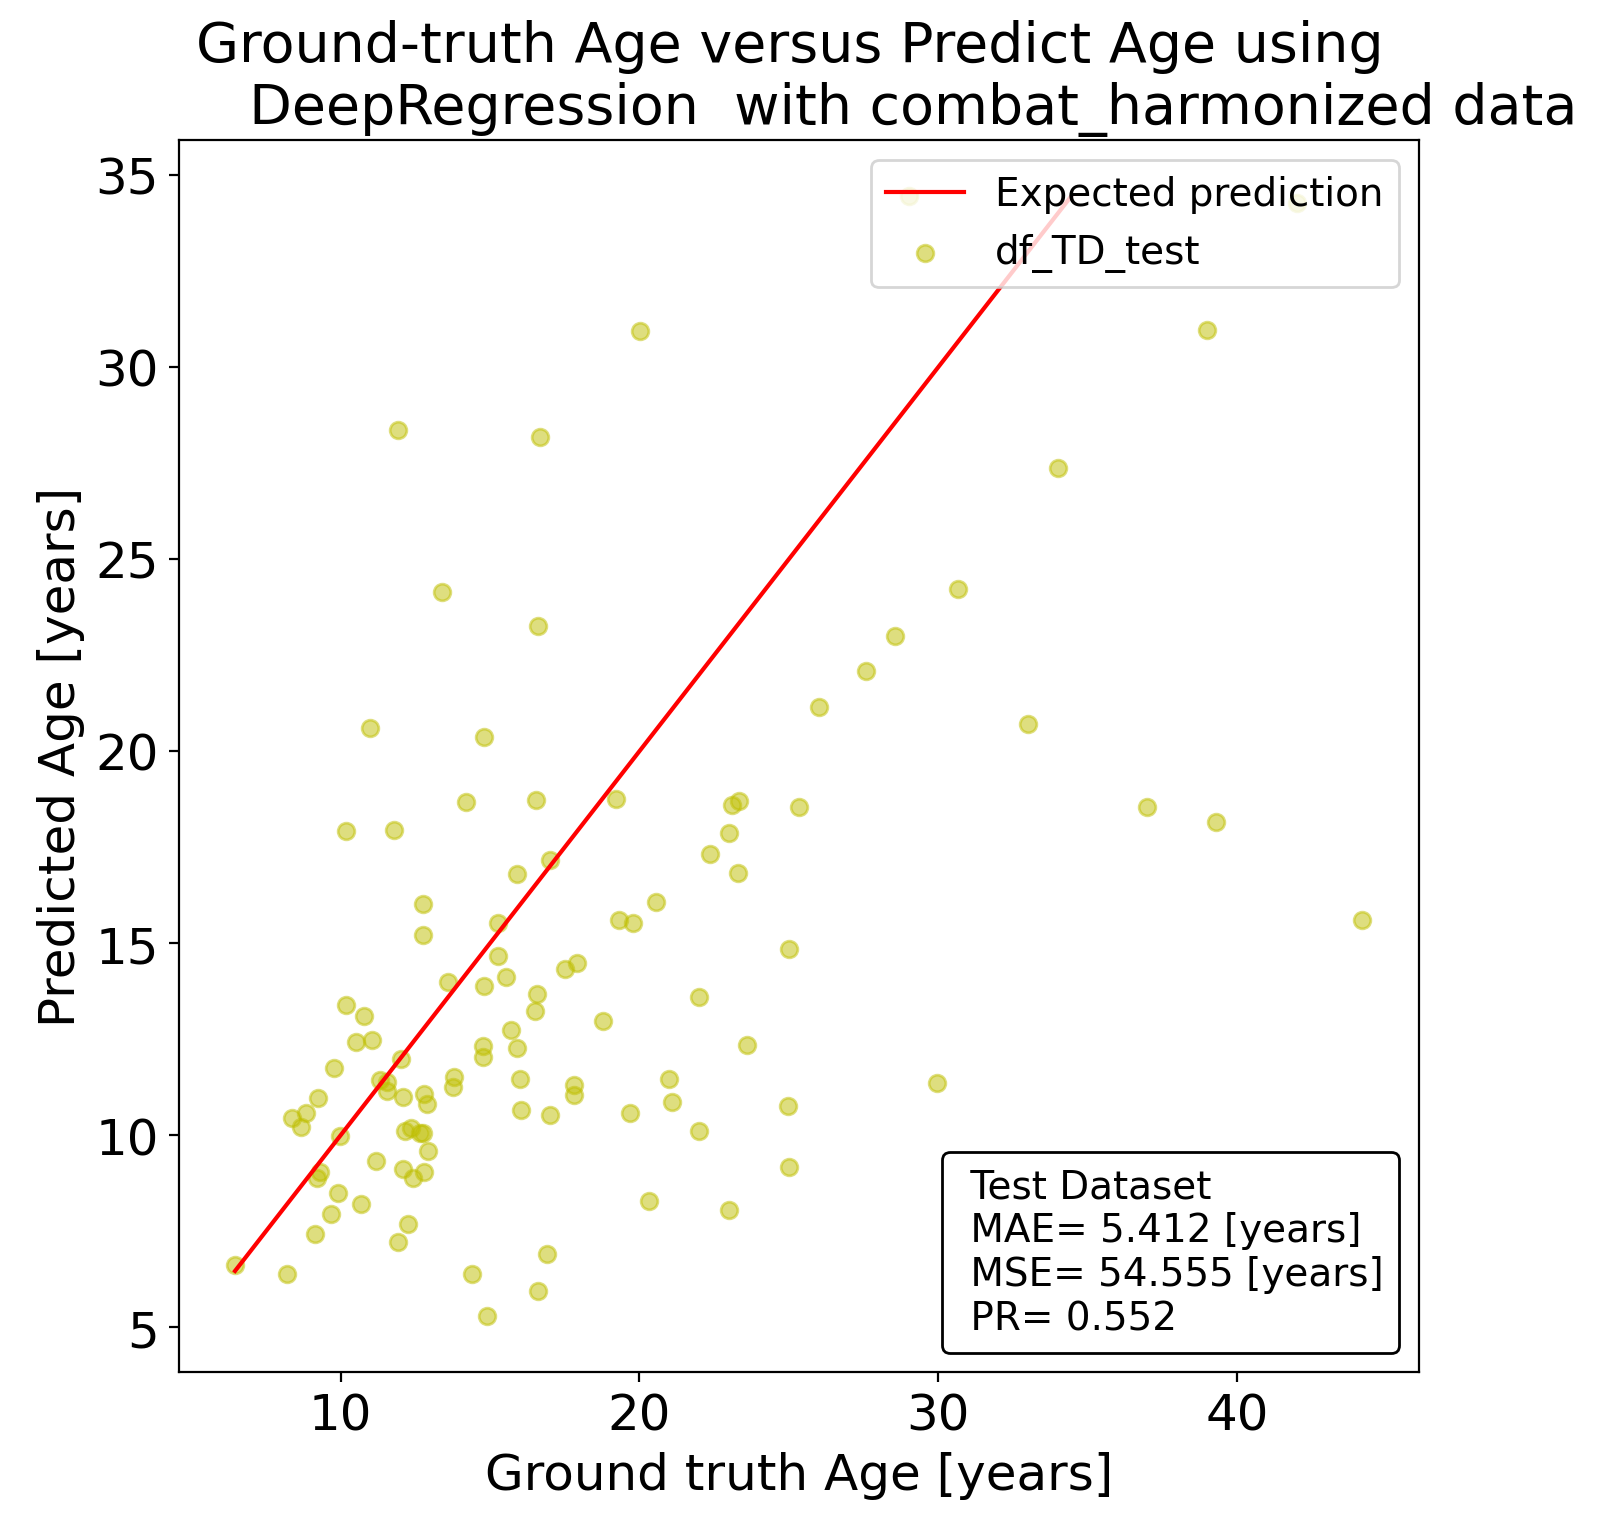 Ground-truth Age versus Predict Age using
DeepRegression  with combat_harmonized data
35
30
25
20
15
10
5
Predicted Age [years]
Expected prediction
df_TD_test
Test Dataset
MAE= 5.412 [years]
MSE= 54.555 [years]
PR= 0.552
10 20 30 40
Ground truth Age [years]